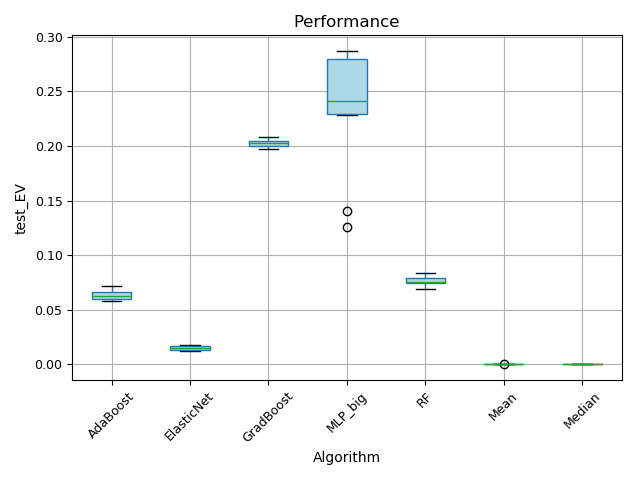 Performance
test_EV
0.30
0.25
0.20
0.15
0.10
0.05
0.00
AdaBoost
ElasticNet
GradBoost
MLP_big
RF
Mean
Median
Algorithm